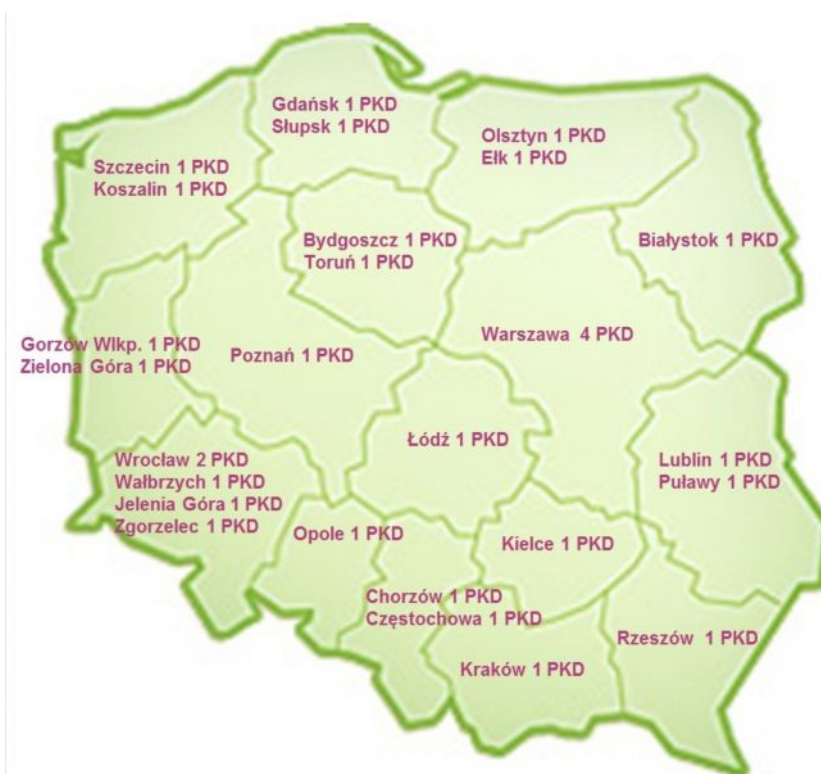 Gdańsk 1 PKD
Słupsk 1 PKD
Olsztyn 1 PKD
Ełk 1 PKD
Szczecin 1 PKD
Koszalin 1 PKD
Bydgoszcz 1 PKD
Toruń 1 PKD
Białystok 1 PKD
Gorzów Wlkp. 1 PKD
Zielona Góra 1 PKD
Poznań 1 PKD
Warszawa 4 PKD
Łódź 1 PKD
Wrocław 2 PKD
Wałbrzych 1 PKD
Jelenia Góra 1 PKD
Zgorzelec 1 PKD
Lublin 1 PKD
Puławy 1 PKD
Opole 1 PKD
Kielce 1 PKD
Chorzów 1 PKD
Częstochowa 1 PKD
Rzeszów 1 PKD
Kraków 1 PKD